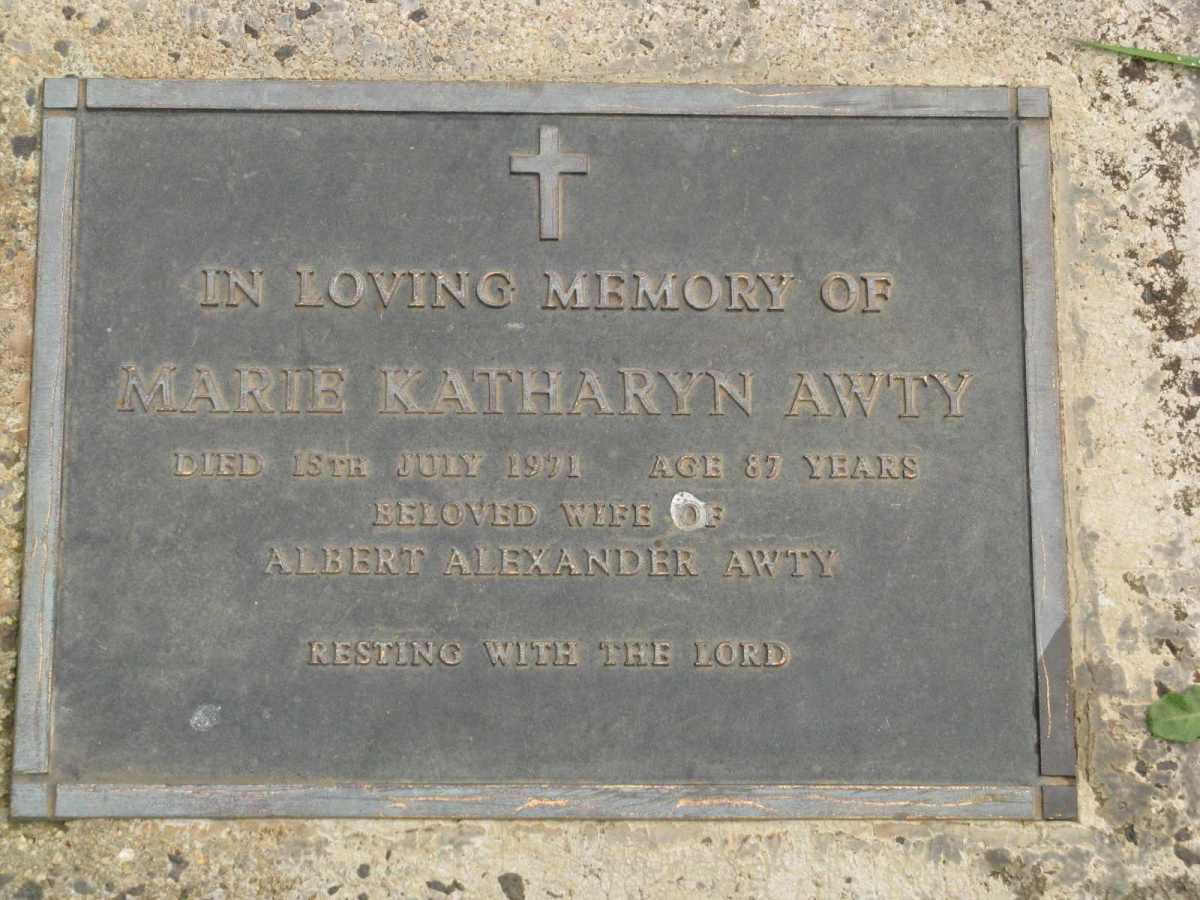 IN LOVING MEMORY OF
MARIE KATHARYN AWTY
DIED 15TH JULY 1971 AGE 87 YEARS
BELOVED WIFE OF
ALBERT ALEXANDER AWTY
RESTING WITH THE LORD